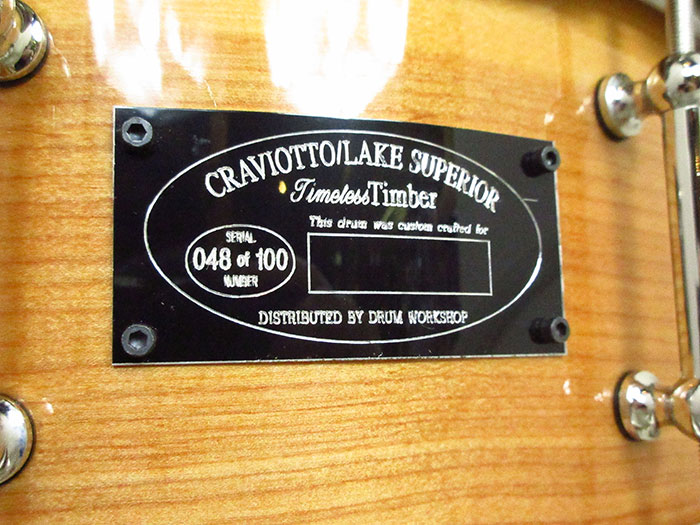 CRAVIOTTO/LAKE SUPERIOR
TimelessTimber
This drum was custom crafted for
SERIAL
048 of 100
NUMBER
DISTRIBUTED BY DRUM WORKSHOP